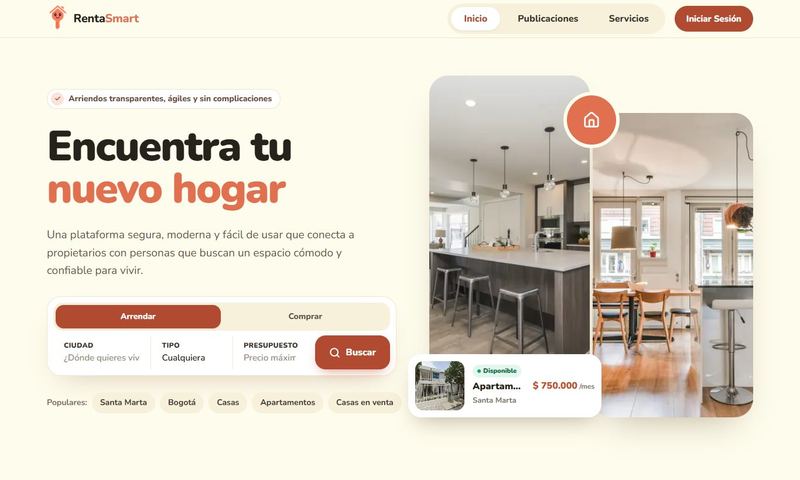 RentaSmart
Inicio
Publicaciones
Servicios
Iniciar Sesión
Arriendos transparentes, ágiles y sin complicaciones
Encuentra tu
nuevo hogar
Una plataforma segura, moderna y fácil de usar que conecta a
propietarios con personas que buscan un espacio cómodo y
confiable para vivir.
Arrendar
Comprar
CIUDAD
TIPO
PRESUPUESTO
¿Dónde quieres viv
Cualquiera
Precio máxim
Buscar
Populares:
Santa Marta
Bogotá
Casas
Apartamentos
Casas en venta
Disponible
Apartam...
$ 750.000 /mes
Santa Marta